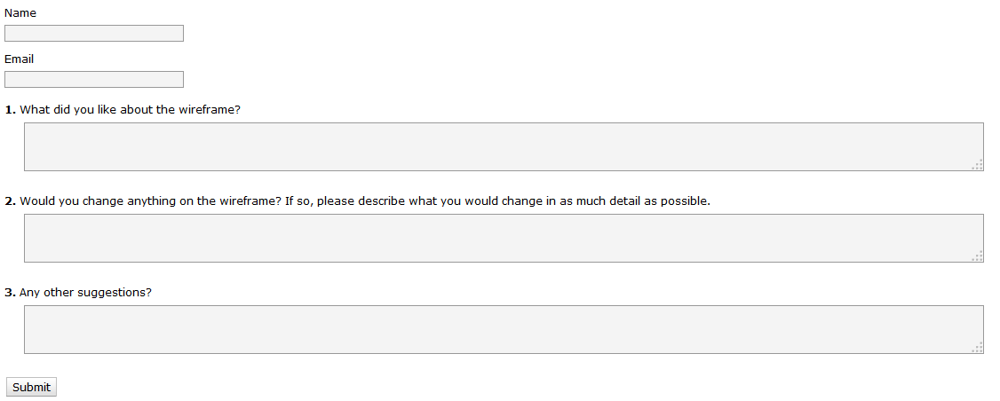 Name
Email
1. What did you like about the wireframe?
2. Would you change anything on the wireframe? If so, please describe what you would change in as much detail as possible.
3. Any other suggestions?
Submit